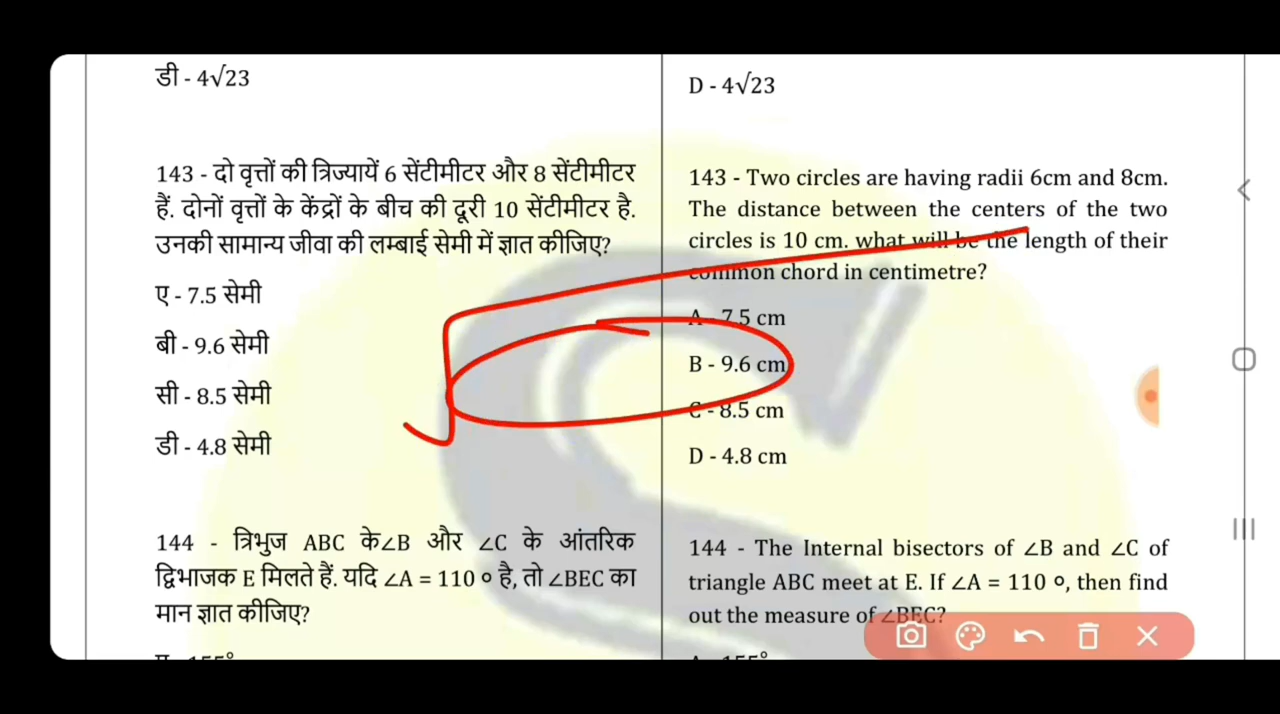 डी - 4√23
143 - दो वृत्तों की त्रिज्यायें 6 सेंटीमीटर और 8 सेंटीमीटर
हैं. दोनों वृत्तों के केंद्रों के बीच की दूरी 10 सेंटीमीटर है.
उनकी सामान्य जीवा की लम्बाई सेमी में ज्ञात कीजिए?
ए - 7.5 सेमी
बी - 9.6 सेमी
सी - 8.5 सेमी
डी - 4.8 सेमी
144 - त्रिभुज ABC के∠B और ∠C के आंतरिक
द्विभाजक E मिलते हैं. यदि ∠A = 110 ० है, तो ∠BEC का
मान ज्ञात कीजिए?
D - 4√23
143 - Two circles are having radii 6cm and 8cm.
The distance between the centers of the two
circles is 10 cm. what will be the length of their
common chord in centimetre?
A - 7.5 cm
B - 9.6 cm
C - 8.5 cm
D - 4.8 cm
144 - The Internal bisectors of ∠B and ∠C of
triangle ABC meet at E. If ∠A = 110 ०, then find
out the measure of ∠BEC?